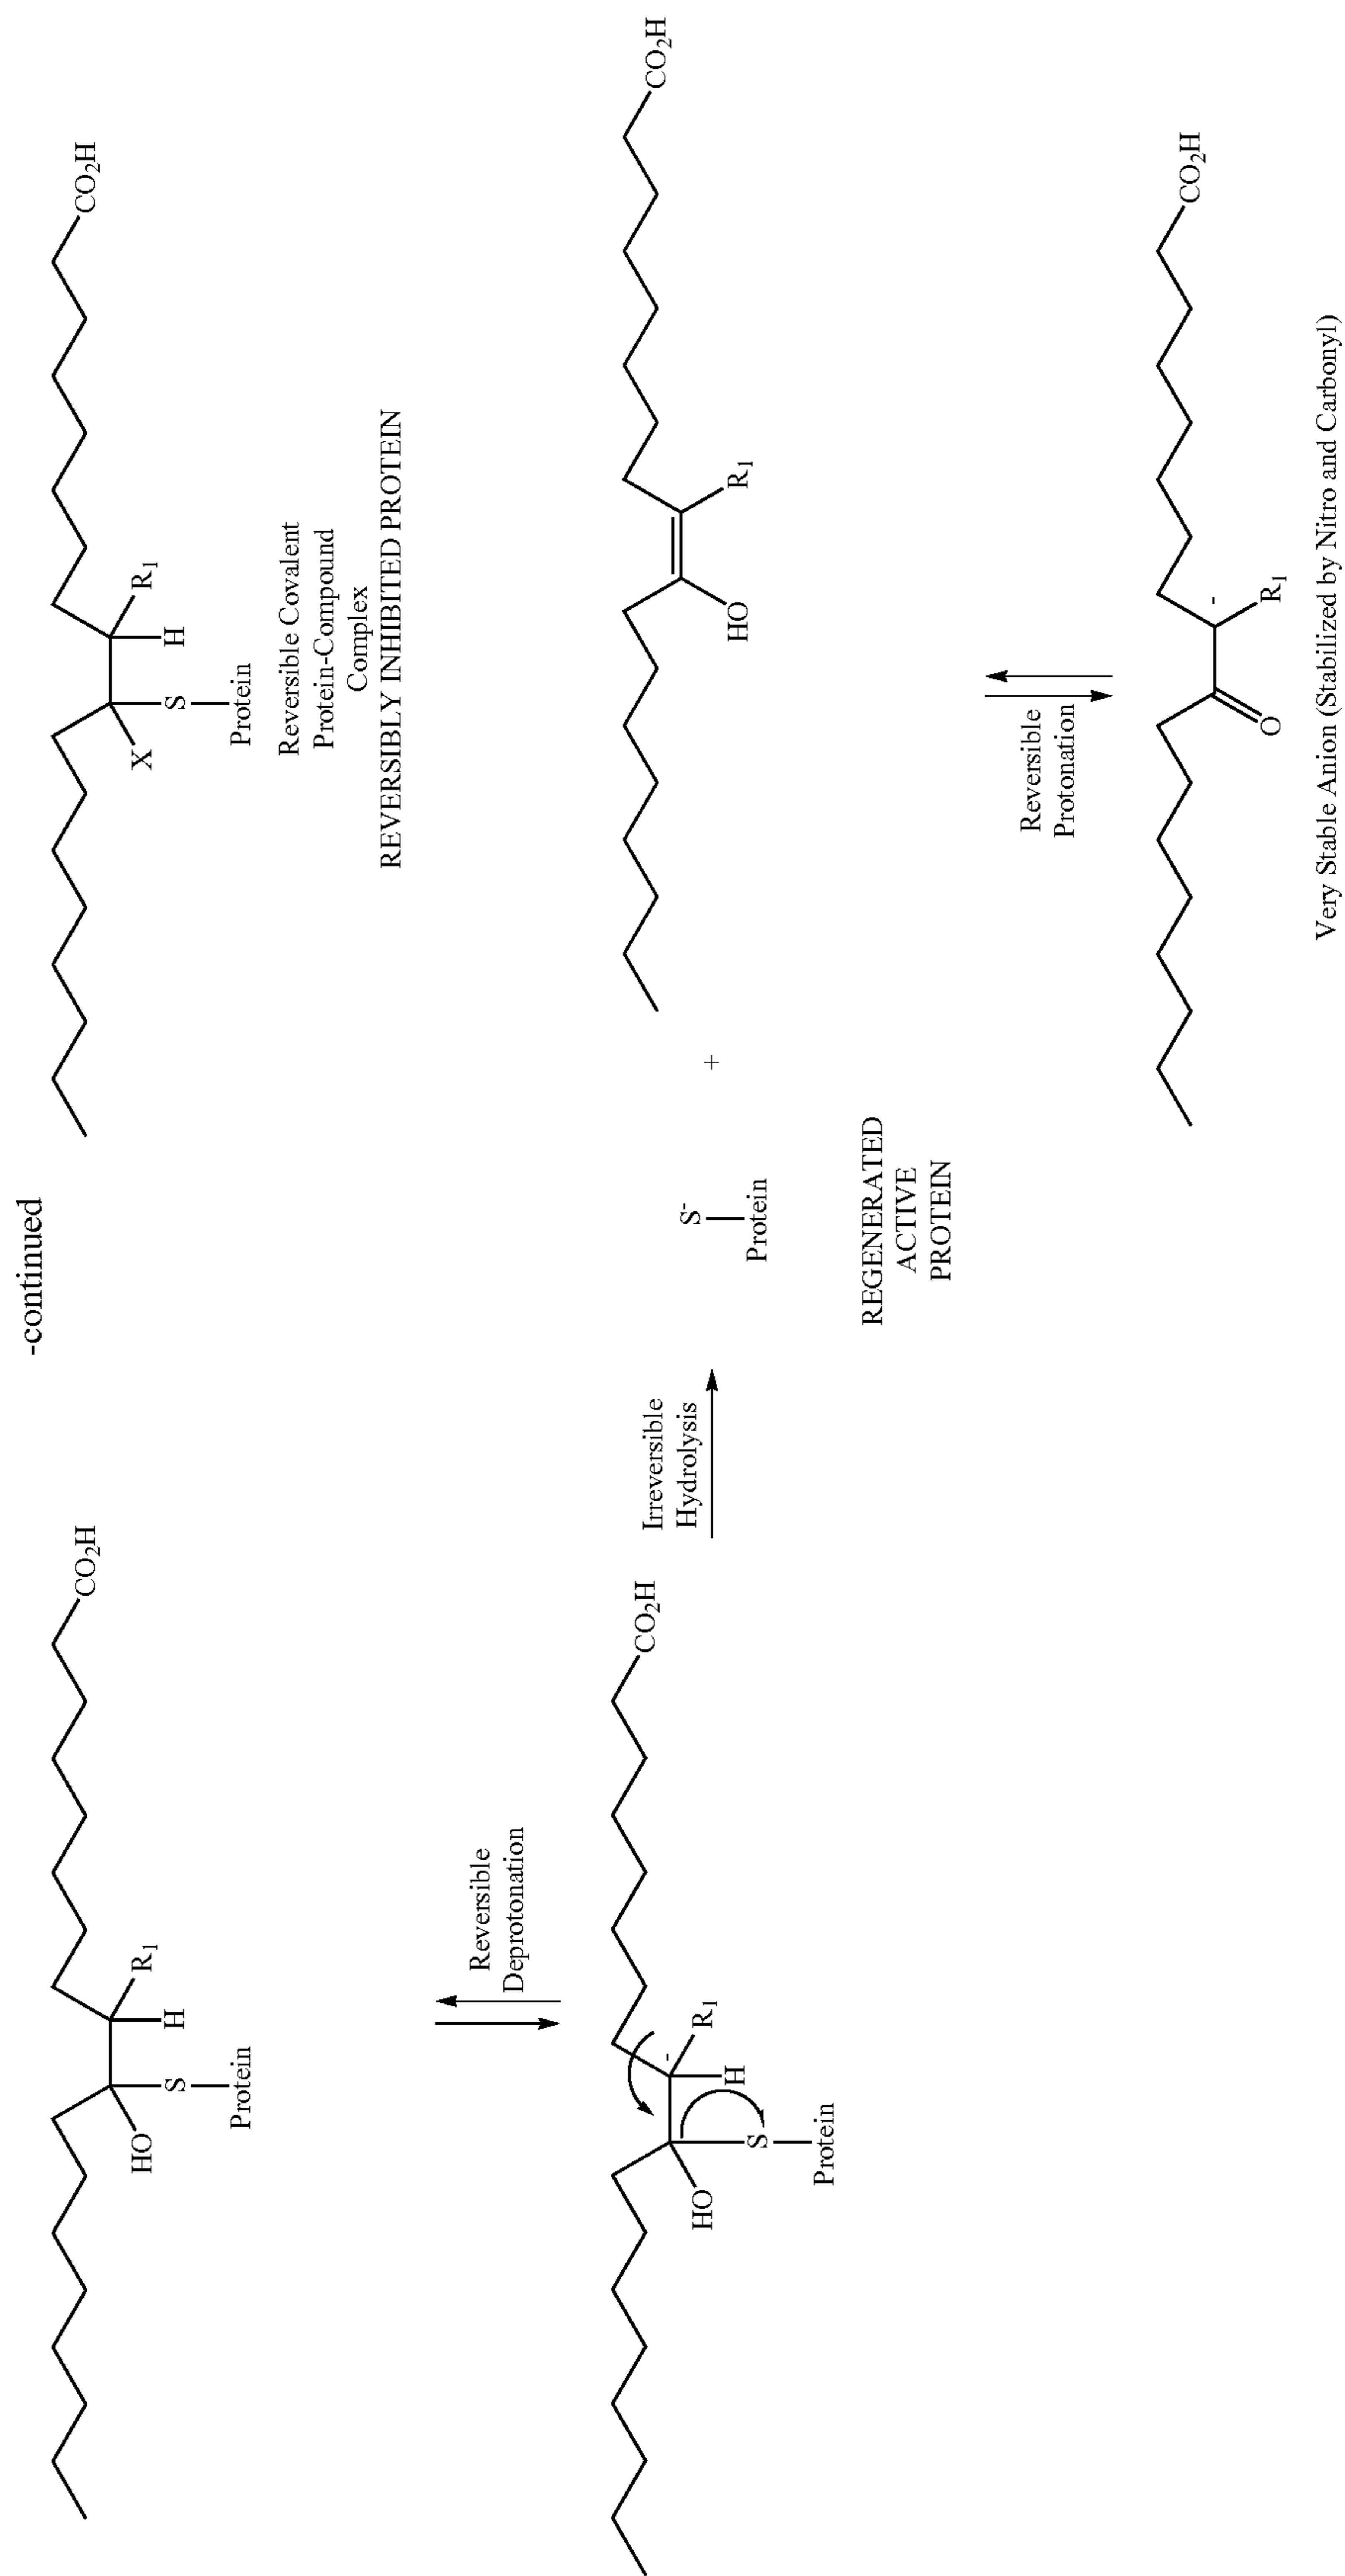 -continued
HO
S
Protein
H
R1
CO2H
X
S
Protein
H
R1
CO2H
Reversible Covalent
Protein-Compound
Complex
REVERSIBLY INHIBITED PROTEIN
Reversible
Deprotonation
HO
S
Protein
H
-
R1
CO2H
Irreversible
Hydrolysis
S-
Protein
+
REGENERATED
ACTIVE
PROTEIN
HO
R1
CO2H
Reversible
Protonation
O
-
R1
CO2H
Very Stable Anion (Stabilized by Nitro and Carbonyl)